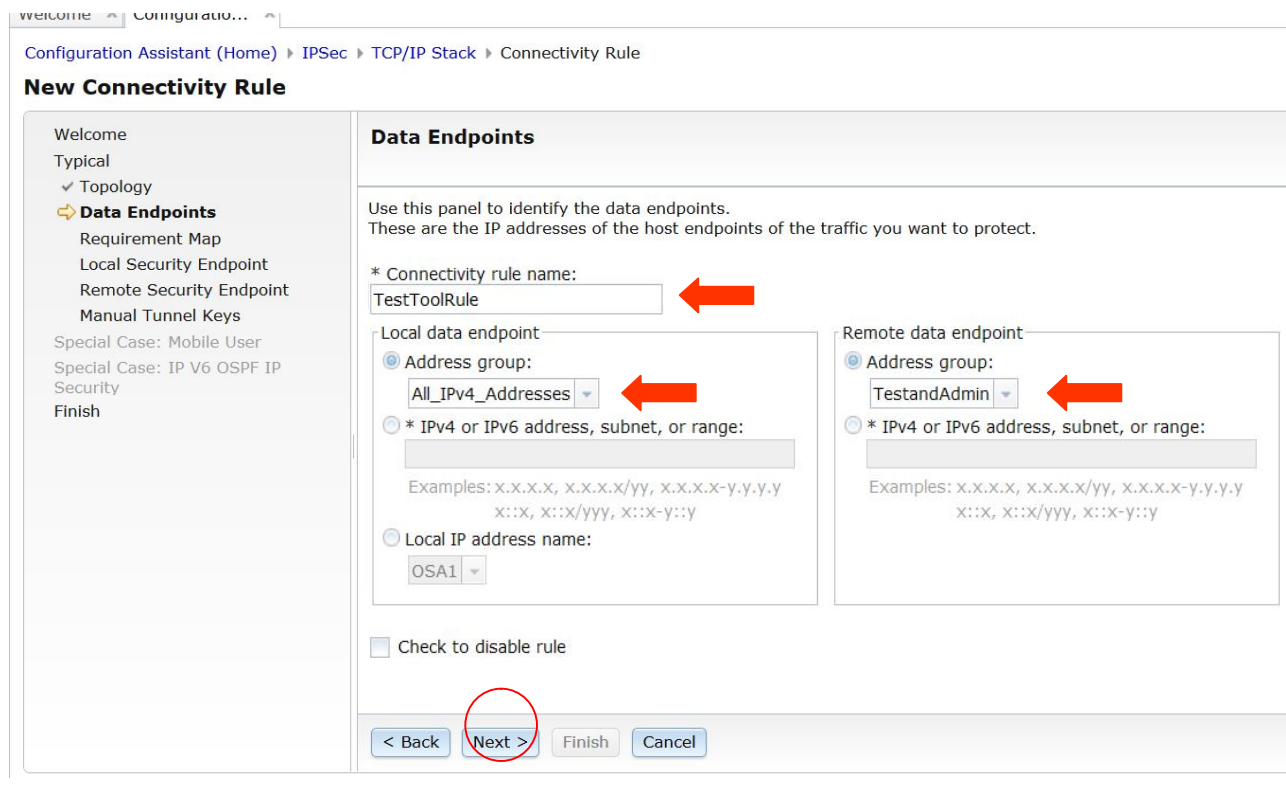 Welcome × Configuratio... ×
Configuration Assistant (Home) ▸ IPSec ▸ TCP/IP Stack ▸ Connectivity Rule
New Connectivity Rule
Welcome
Typical
Topology
Data Endpoints
Requirement Map
Local Security Endpoint
Remote Security Endpoint
Manual Tunnel Keys
Special Case: Mobile User
Special Case: IP V6 OSPF IP
Security
Finish
Data Endpoints
Use this panel to identify the data endpoints.
These are the IP addresses of the host endpoints of the traffic you want to protect.
* Connectivity rule name:
TestToolRule
Local data endpoint
Address group:
All_IPv4_Addresses
* IPv4 or IPv6 address, subnet, or range:
Examples: x.x.x.x, x.x.x.x/yy, x.x.x.x-y.y.y.y
x::x, x::x/yyy, x::x-y::y
Local IP address name:
OSA1
Remote data endpoint
Address group:
TestandAdmin
* IPv4 or IPv6 address, subnet, or range:
Examples: x.x.x.x, x.x.x.x/yy, x.x.x.x-y.y.y.y
x::x, x::x/yyy, x::x-y::y
Check to disable rule
< Back Next > Finish Cancel